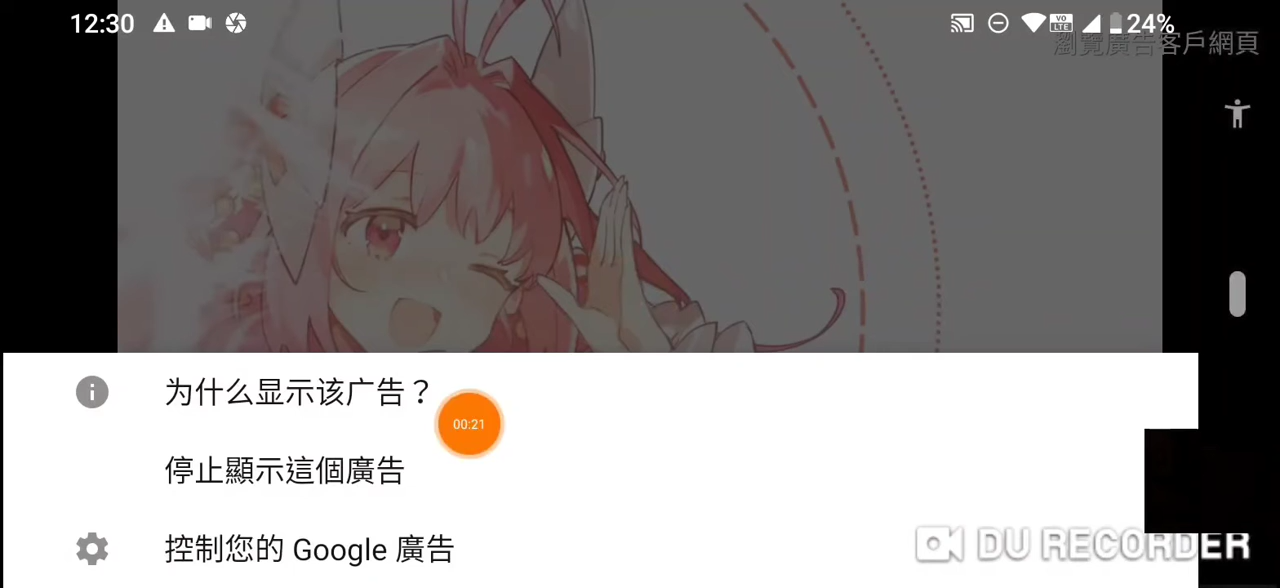 12:30
VO LTE
24%
瀏覽廣告客戶網頁
为什么显示该广告？
00:21
停止顯示這個廣告
控制您的 Google 廣告
DU RECORDER